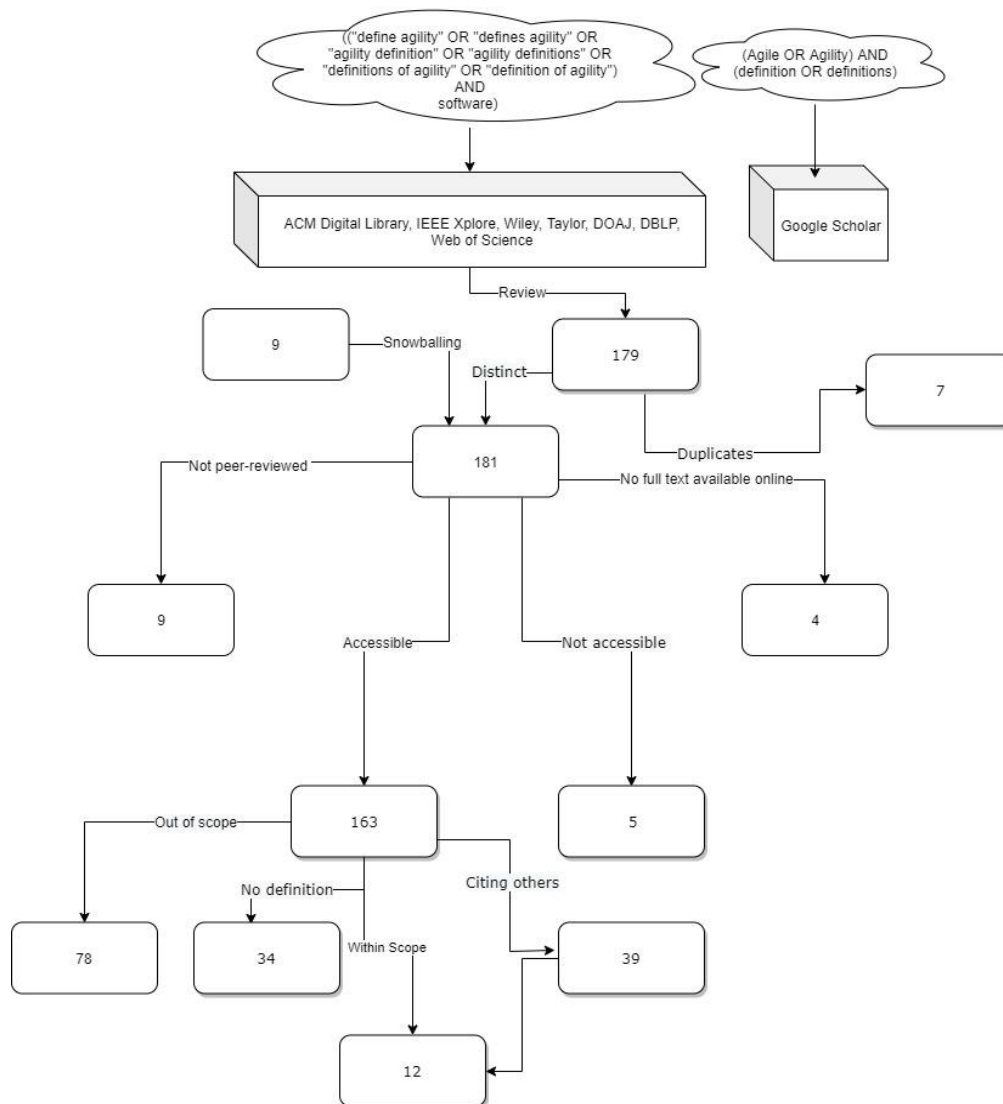 (("define agility" OR "defines agility" OR
"agility definition" OR "agility definitions" OR
"definitions of agility" OR "definition of agility")
AND
software)
(Agile OR Agility) AND
(definition OR definitions)
ACM Digital Library, IEEE Xplore, Wiley, Taylor, DOAJ, DBLP,
Web of Science
Google Scholar
Review
9
Snowballing
179
Distinct
7
Duplicates
181
Not peer-reviewed
No full text available online
9
4
Accessible
Not accessible
163
5
Out of scope
Citing others
No definition
Within Scope
78
34
39
12